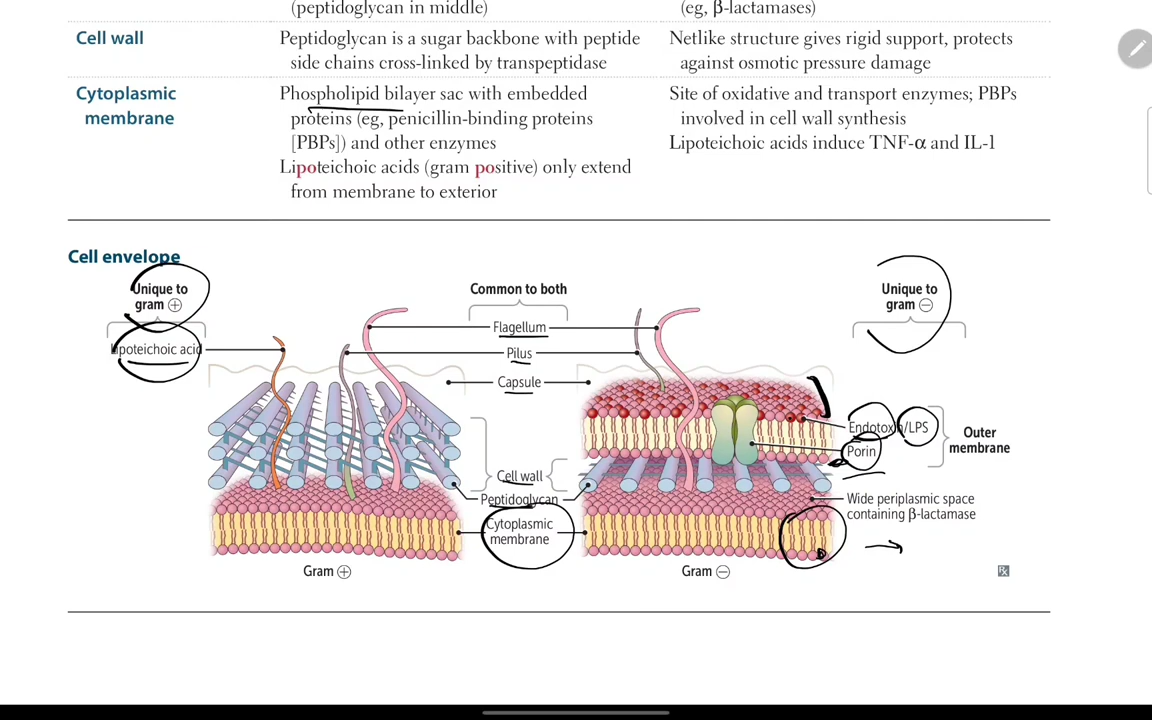 (peptidoglycan in middle) (eg, β-lactamases)
Cell wall Peptidoglycan is a sugar backbone with peptide Netlike structure gives rigid support, protects
side chains cross-linked by transpeptidase against osmotic pressure damage
Cytoplasmic Phospholipid bilayer sac with embedded Site of oxidative and transport enzymes; PBPs
membrane proteins (eg, penicillin-binding proteins involved in cell wall synthesis
[PBPs]) and other enzymes Lipoteichoic acids induce TNF-α and IL-1
Lipoteichoic acids (gram positive) only extend
from membrane to exterior
Cell envelope
Unique to Common to both Unique to
gram ⊕ gram ⊖
Flagellum
Lipoteichoic acid Pilus
Capsule
Endotoxin/LPS Outer
Porin membrane
Cell wall
Peptidoglycan Wide periplasmic space
Cytoplasmic containing β-lactamase
membrane
Gram ⊕ Gram ⊖
Rx